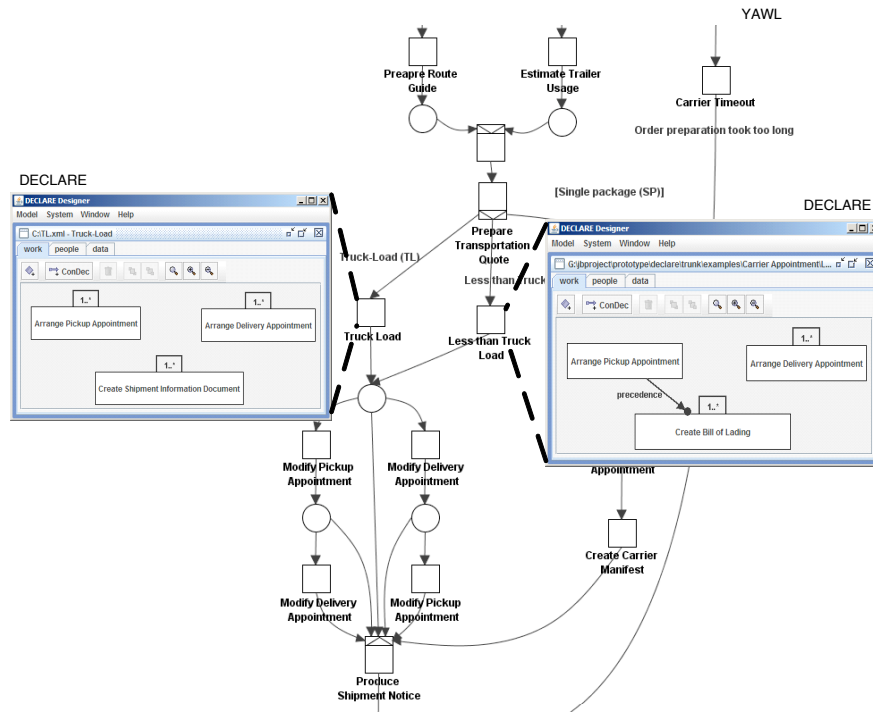 YAWL
Preapre Route
Guide
Estimate Trailer
Usage
Carrier Timeout
Order preparation took too long
[Single package (SP)]
Prepare
Transportation
Quote
DECLARE
DECLARE Designer
Model System Window Help
C:\TL.xml - Truck-Load
work people data
ConDec
1..*
Arrange Pickup Appointment
1..*
Arrange Delivery Appointment
1..*
Create Shipment Information Document
Truck-Load (TL)
Less than Truck
Truck Load
Less than Truck
Load
DECLARE
DECLARE Designer
Model System Window Help
G:\jbproject\prototype\declare\trunk\examples\Carrier Appointment\L...
work people data
ConDec
Arrange Pickup Appointment
1..*
Arrange Delivery Appointment
precedence
1..*
Create Bill of Lading
Modify Pickup
Appointment
Modify Delivery
Appointment
Appointment
Create Carrier
Manifest
Modify Delivery
Appointment
Modify Pickup
Appointment
Produce
Shipment Notice